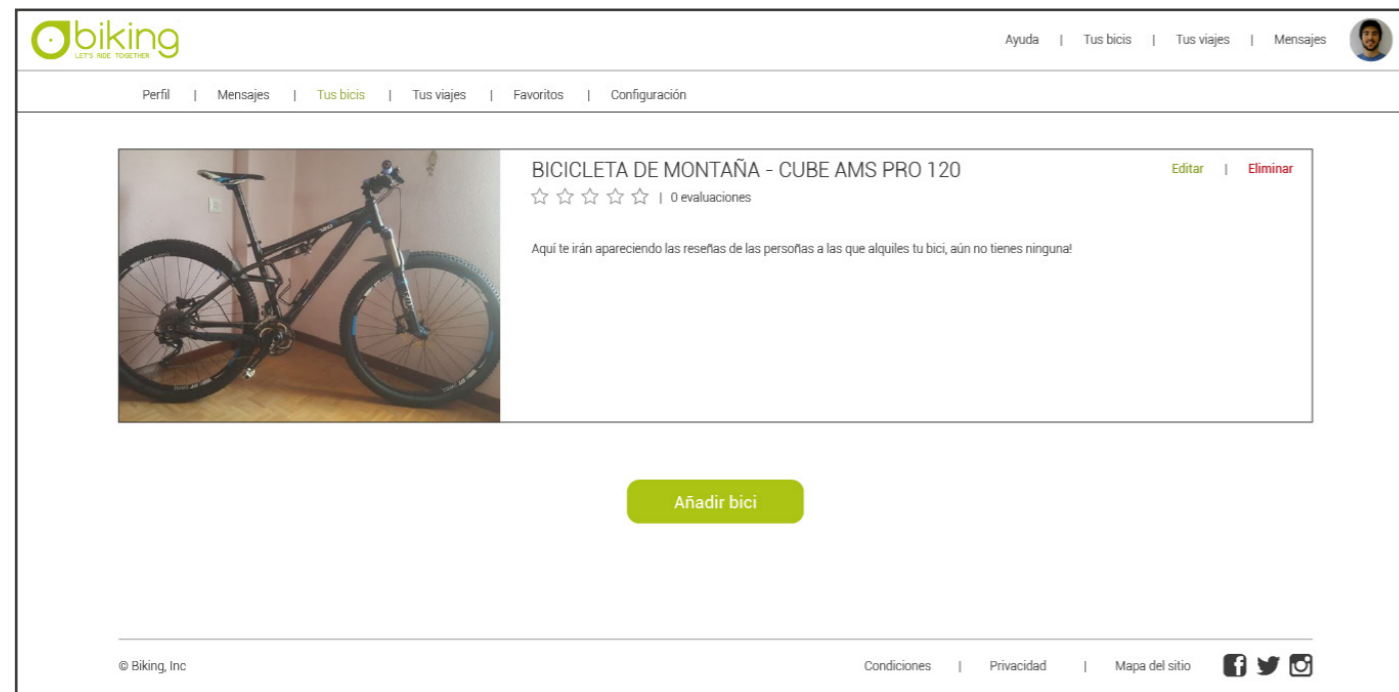 biking
LET'S RIDE TOGETHER
Ayuda | Tus bicis | Tus viajes | Mensajes
Perfil | Mensajes | Tus bicis | Tus viajes | Favoritos | Configuración
BICICLETA DE MONTAÑA - CUBE AMS PRO 120
Editar | Eliminar
| 0 evaluaciones
Aquí te irán apareciendo las reseñas de las persoñas a las que alquiles tu bici, aún no tienes ninguna!
Añadir bici
© Biking, Inc
Condiciones | Privacidad | Mapa del sitio